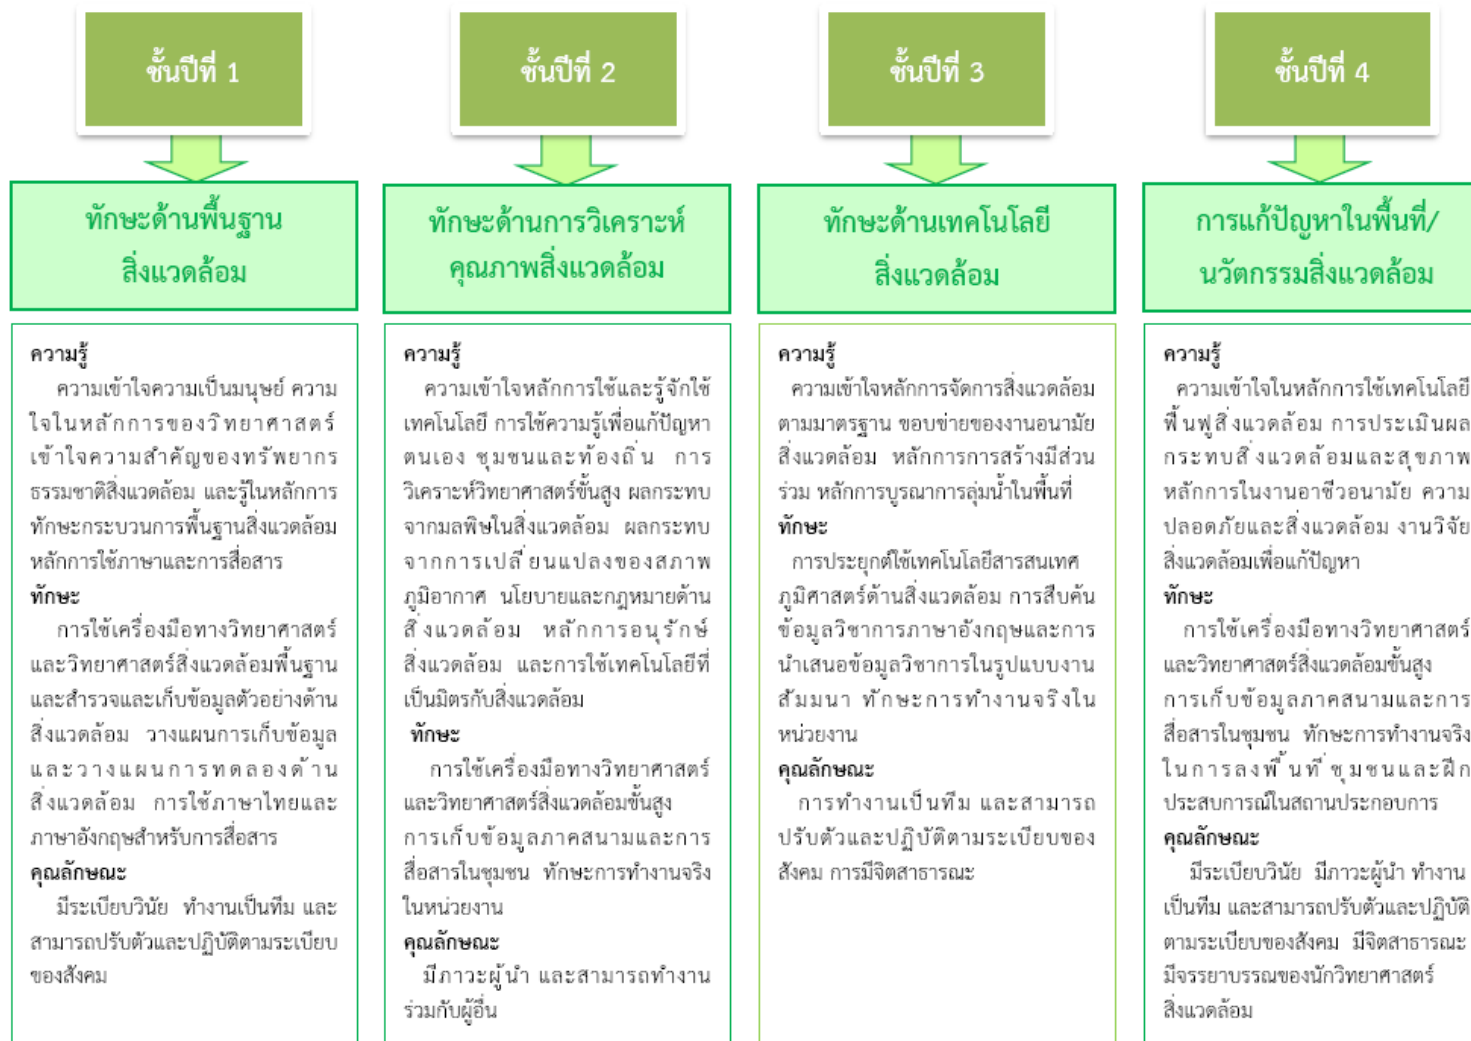 ชั้นปีที่ 1
ทักษะด้านพื้นฐาน
สิ่งแวดล้อม
ความรู้
ความเข้าใจความเป็นมนุษย์ ความ
ใจในหลักการของวิทยาศาสตร์
เข้าใจความสำคัญของทรัพยากร
ธรรมชาติสิ่งแวดล้อม และรู้ในหลักการ
ทักษะกระบวนการพื้นฐานสิ่งแวดล้อม
หลักการใช้ภาษาและการสื่อสาร
ทักษะ
การใช้เครื่องมือทางวิทยาศาสตร์
และวิทยาศาสตร์สิ่งแวดล้อมพื้นฐาน
และสำรวจและเก็บข้อมูลตัวอย่างด้าน
สิ่งแวดล้อม วางแผนการเก็บข้อมูล
และวางแผนการทดลองด้าน
สิ่งแวดล้อม การใช้ภาษาไทยและ
ภาษาอังกฤษสำหรับการสื่อสาร
คุณลักษณะ
มีระเบียบวินัย ทำงานเป็นทีม และ
สามารถปรับตัวและปฏิบัติตามระเบียบ
ของสังคม
ชั้นปีที่ 2
ทักษะด้านการวิเคราะห์
คุณภาพสิ่งแวดล้อม
ความรู้
ความเข้าใจหลักการใช้และรู้จักใช้
เทคโนโลยี การใช้ความรู้เพื่อแก้ปัญหา
ตนเอง ชุมชนและท้องถิ่น การ
วิเคราะห์วิทยาศาสตร์ขั้นสูง ผลกระทบ
จากมลพิษในสิ่งแวดล้อม ผลกระทบ
จากการเปลี่ยนแปลงของสภาพ
ภูมิอากาศ นโยบายและกฎหมายด้าน
สิ่งแวดล้อม หลักการอนุรักษ์
สิ่งแวดล้อม และการใช้เทคโนโลยีที่
เป็นมิตรกับสิ่งแวดล้อม
ทักษะ
การใช้เครื่องมือทางวิทยาศาสตร์
และวิทยาศาสตร์สิ่งแวดล้อมขั้นสูง
การเก็บข้อมูลภาคสนามและการ
สื่อสารในชุมชน ทักษะการทำงานจริง
ในหน่วยงาน
คุณลักษณะ
มีภาวะผู้นำ และสามารถทำงาน
ร่วมกับผู้อื่น
ชั้นปีที่ 3
ทักษะด้านเทคโนโลยี
สิ่งแวดล้อม
ความรู้
ความเข้าใจหลักการจัดการสิ่งแวดล้อม
ตามมาตรฐาน ขอบข่ายของงานอนามัย
สิ่งแวดล้อม หลักการการสร้างมีส่วน
ร่วม หลักการบูรณาการลุ่มน้ำในพื้นที่
ทักษะ
การประยุกต์ใช้เทคโนโลยีสารสนเทศ
ภูมิศาสตร์ด้านสิ่งแวดล้อม การสืบค้น
ข้อมูลวิชาการภาษาอังกฤษและการ
นำเสนอข้อมูลวิชาการในรูปแบบงาน
สัมมนา ทักษะการทำงานจริงใน
หน่วยงาน
คุณลักษณะ
การทำงานเป็นทีม และสามารถ
ปรับตัวและปฏิบัติตามระเบียบของ
สังคม การมีจิตสาธารณะ
ชั้นปีที่ 4
การแก้ปัญหาในพื้นที่/
นวัตกรรมสิ่งแวดล้อม
ความรู้
ความเข้าใจในหลักการใช้เทคโนโลยี
ฟื้นฟูสิ่งแวดล้อม การประเมินผล
กระทบสิ่งแวดล้อมและสุขภาพ
หลักการในงานอาชีวอนามัย ความ
ปลอดภัยและสิ่งแวดล้อม งานวิจัย
สิ่งแวดล้อมเพื่อแก้ปัญหา
ทักษะ
การใช้เครื่องมือทางวิทยาศาสตร์
และวิทยาศาสตร์สิ่งแวดล้อมขั้นสูง
การเก็บข้อมูลภาคสนามและการ
สื่อสารในชุมชน ทักษะการทำงานจริง
ในการลงพื้นที่ชุมชนและฝึก
ประสบการณ์ในสถานประกอบการ
คุณลักษณะ
มีระเบียบวินัย มีภาวะผู้นำ ทำงาน
เป็นทีม และสามารถปรับตัวและปฏิบัติ
ตามระเบียบของสังคม มีจิตสาธารณะ
มีจรรยาบรรณของนักวิทยาศาสตร์
สิ่งแวดล้อม